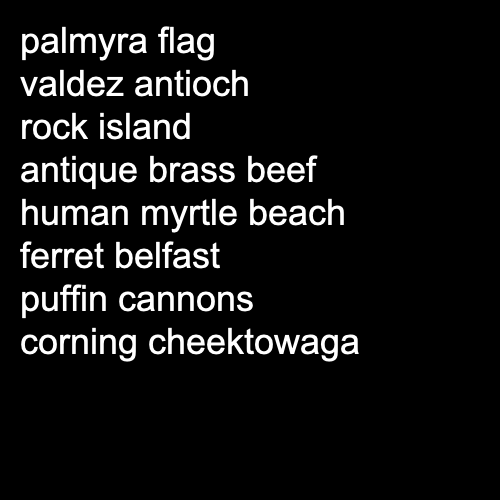 palmyra flag
valdez antioch
rock island
antique brass beef
human myrtle beach
ferret belfast
puffin cannons
corning cheektowaga